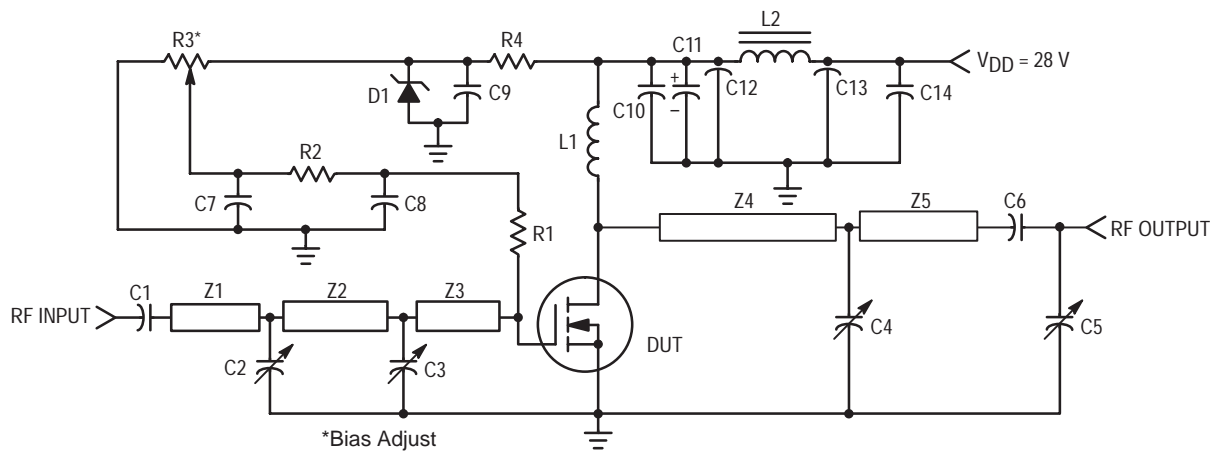 L2
R3*
R4
C11
+
–
VDD = 28 V
D1
C9
C10
C12
C13
C14
L1
R2
C7
C8
R1
Z4
Z5
C6
RF OUTPUT
C1
Z1
Z2
Z3
RF INPUT
C2
C3
DUT
C4
C5
*Bias Adjust